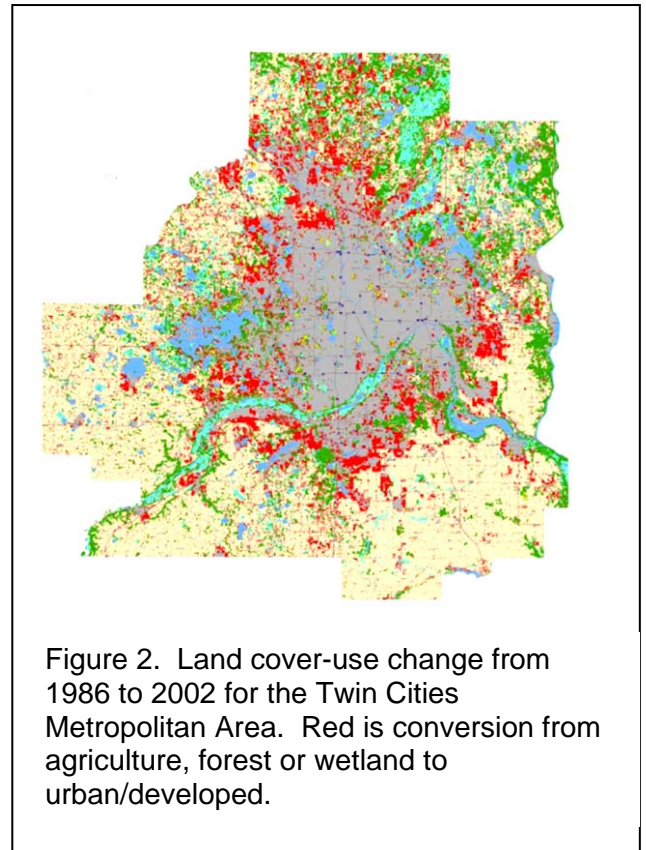 Figure 2.  Land cover-use change from
1986 to 2002 for the Twin Cities
Metropolitan Area.  Red is conversion from
agriculture, forest or wetland to
urban/developed.